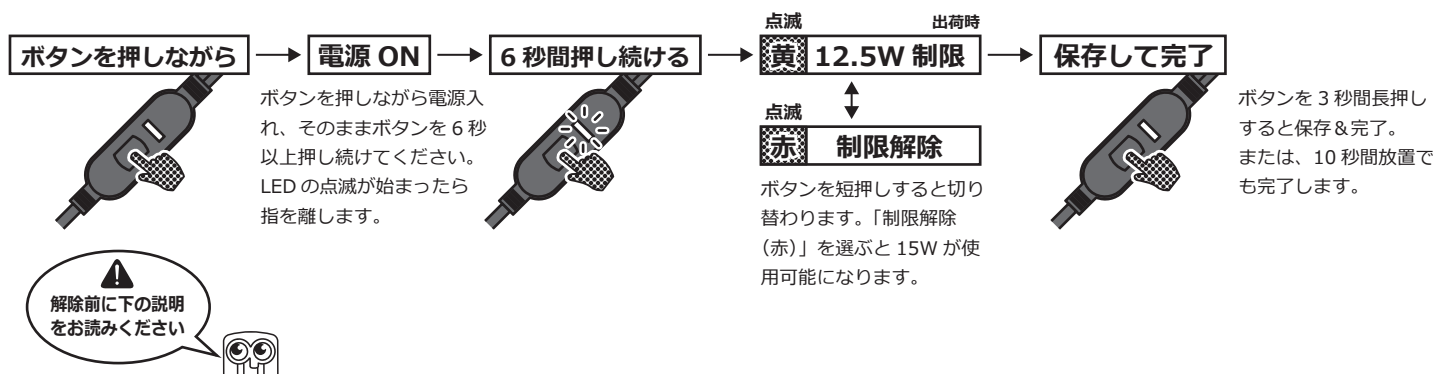 ボタンを押しながら
電源 ON
ボタンを押しながら電源入
れ、そのままボタンを 6 秒
以上押し続けてください。
LED の点滅が始まったら
指を離します。
6 秒間押し続ける
点滅 出荷時
黄 12.5W 制限
点滅
赤 制限解除
ボタンを短押しすると切り
替わります。「制限解除
（赤）」を選ぶと 15W が使
用可能になります。
保存して完了
ボタンを 3 秒間長押し
すると保存＆完了。
または、10 秒間放置で
も完了します。
解除前に下の説明
をお読みください